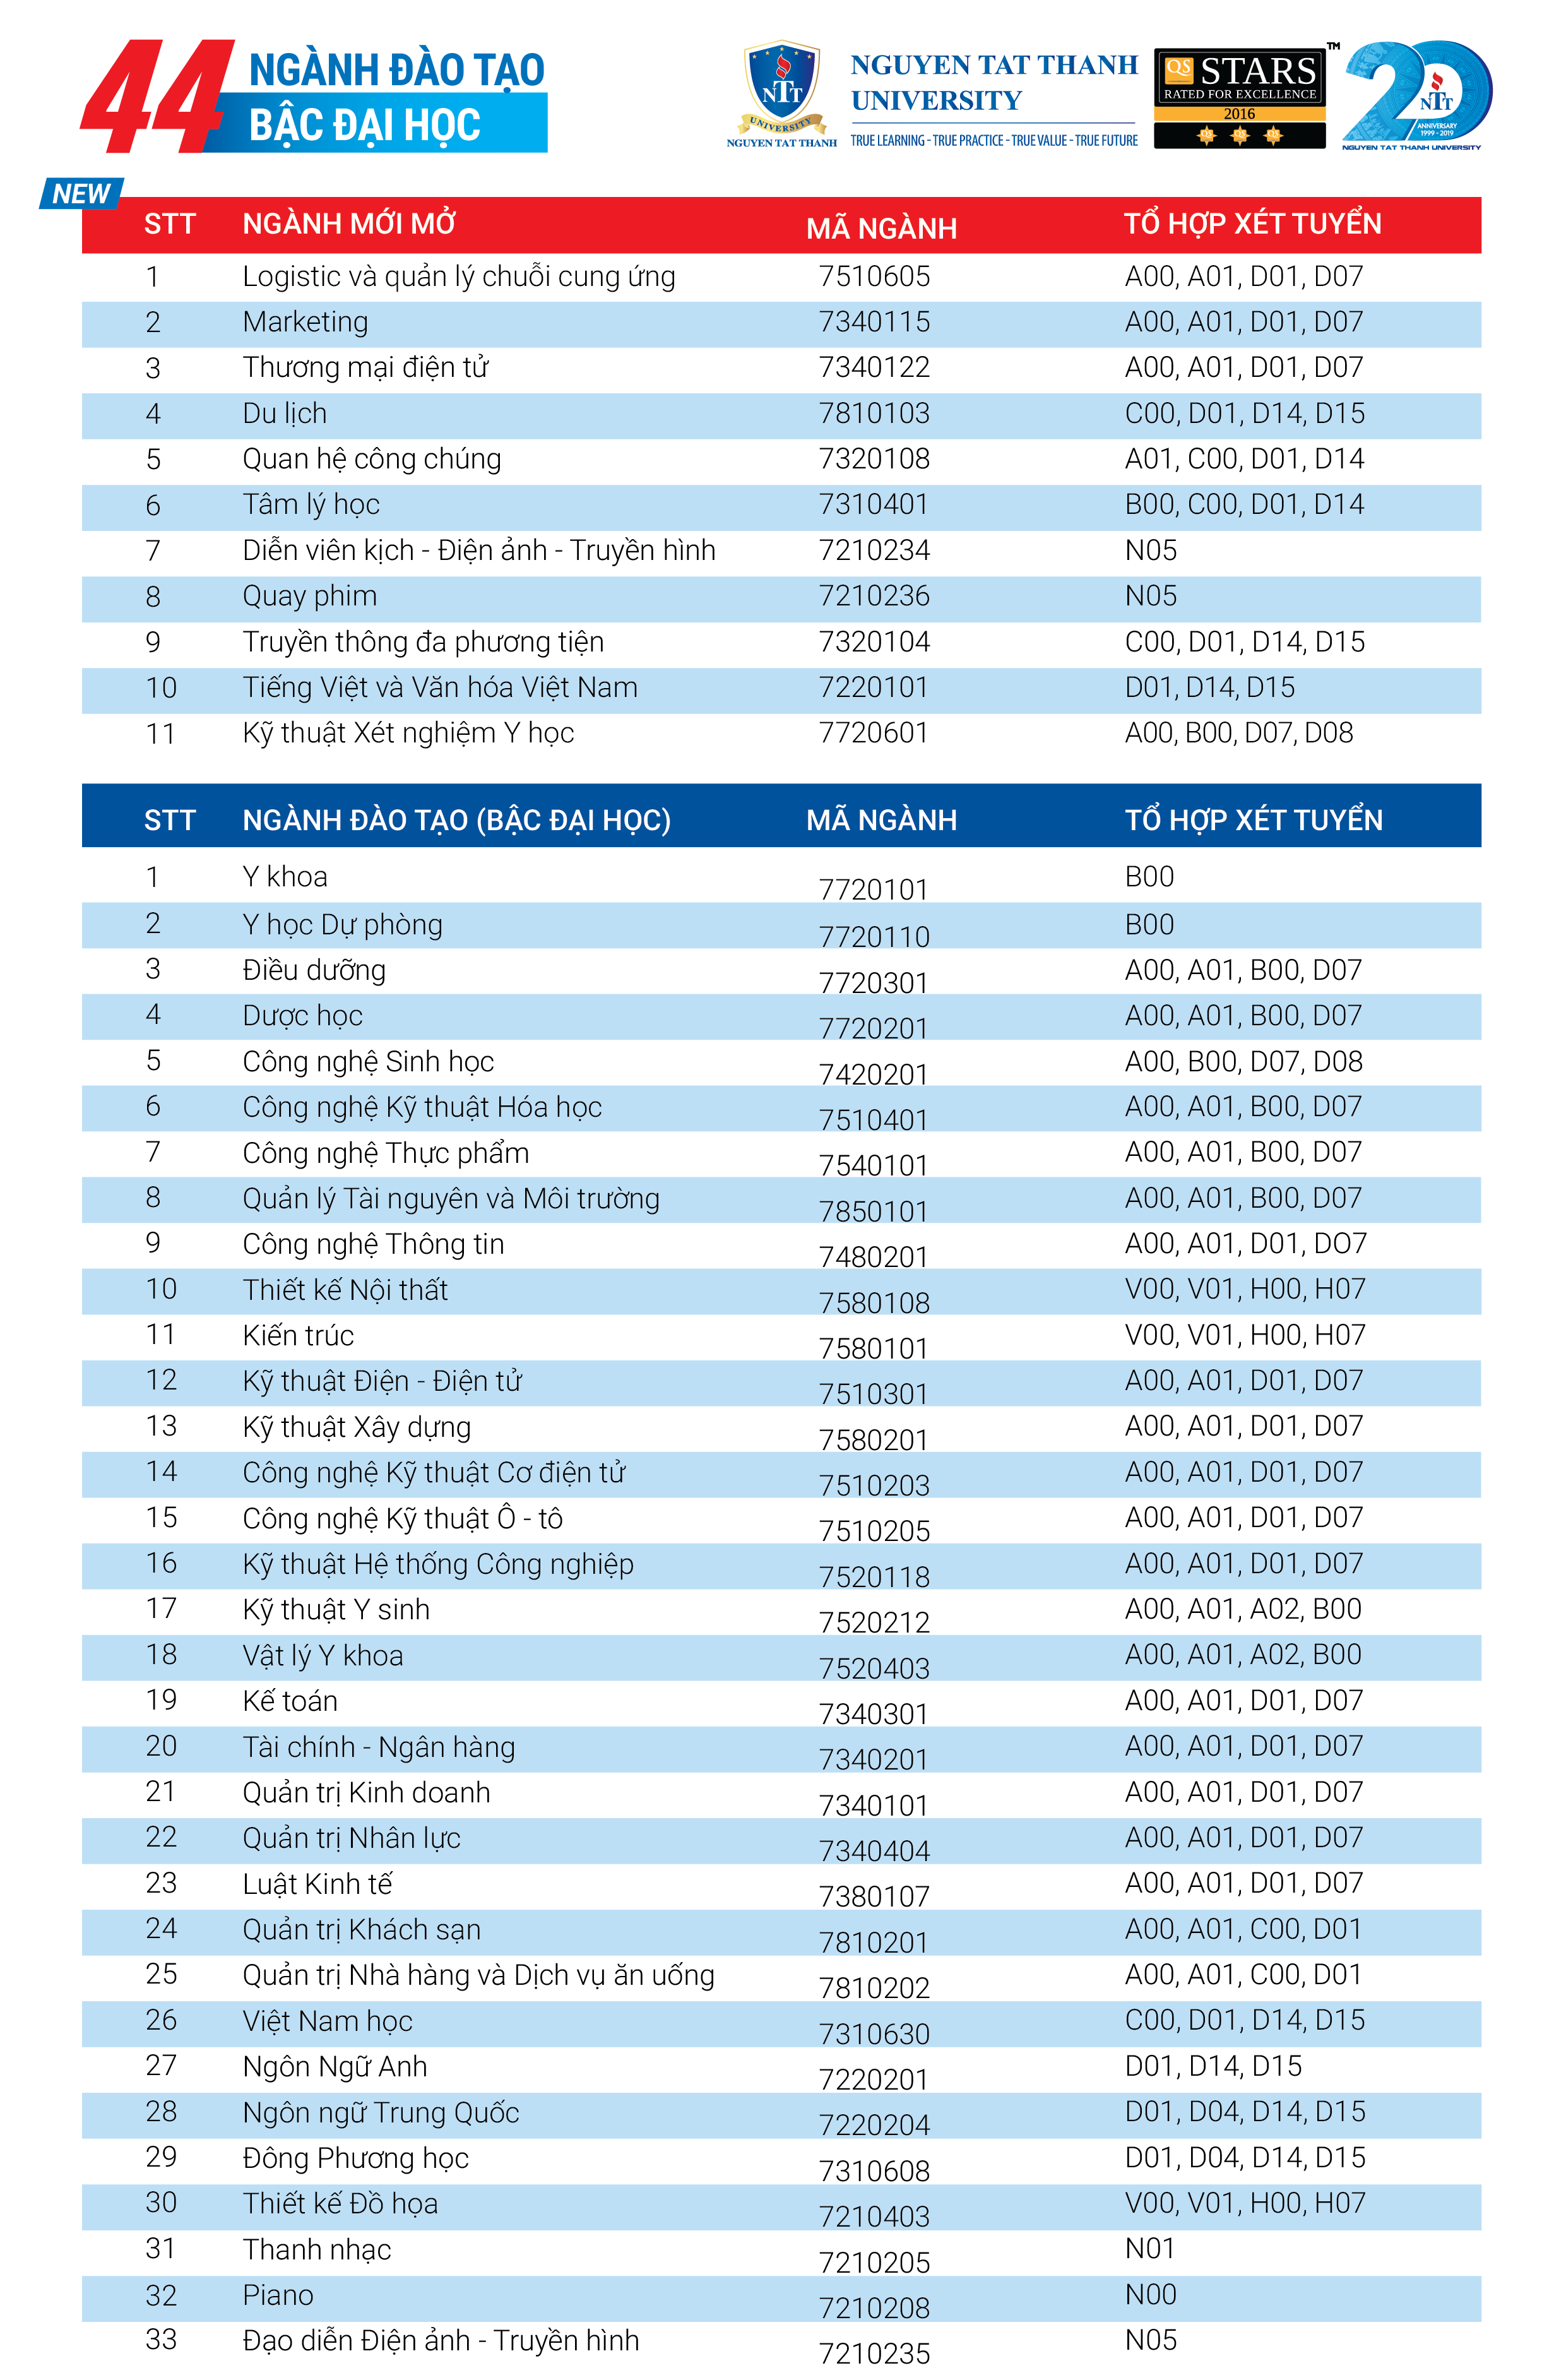 44 NGÀNH ĐÀO TẠO
BẬC ĐẠI HỌC
NTT
UNIVERSITY
NGUYEN TAT THANH
NGUYEN TAT THANH
UNIVERSITY
TRUE LEARNING - TRUE PRACTICE - TRUE VALUE - TRUE FUTURE
QS STARS TM
RATED FOR EXCELLENCE
2016
QS QS QS
20 NTT
ANNIVERSARY
1999 - 2019
NGUYEN TAT THANH UNIVERSITY
NEW
STT NGÀNH MỚI MỞ MÃ NGÀNH TỔ HỢP XÉT TUYỂN
1 Logistic và quản lý chuỗi cung ứng 7510605 A00, A01, D01, D07
2 Marketing 7340115 A00, A01, D01, D07
3 Thương mại điện tử 7340122 A00, A01, D01, D07
4 Du lịch 7810103 C00, D01, D14, D15
5 Quan hệ công chúng 7320108 A01, C00, D01, D14
6 Tâm lý học 7310401 B00, C00, D01, D14
7 Diễn viên kịch - Điện ảnh - Truyền hình 7210234 N05
8 Quay phim 7210236 N05
9 Truyền thông đa phương tiện 7320104 C00, D01, D14, D15
10 Tiếng Việt và Văn hóa Việt Nam 7220101 D01, D14, D15
11 Kỹ thuật Xét nghiệm Y học 7720601 A00, B00, D07, D08
STT NGÀNH ĐÀO TẠO (BẬC ĐẠI HỌC) MÃ NGÀNH TỔ HỢP XÉT TUYỂN
1 Y khoa 7720101 B00
2 Y học Dự phòng 7720110 B00
3 Điều dưỡng 7720301 A00, A01, B00, D07
4 Dược học 7720201 A00, A01, B00, D07
5 Công nghệ Sinh học 7420201 A00, B00, D07, D08
6 Công nghệ Kỹ thuật Hóa học 7510401 A00, A01, B00, D07
7 Công nghệ Thực phẩm 7540101 A00, A01, B00, D07
8 Quản lý Tài nguyên và Môi trường 7850101 A00, A01, B00, D07
9 Công nghệ Thông tin 7480201 A00, A01, D01, DO7
10 Thiết kế Nội thất 7580108 V00, V01, H00, H07
11 Kiến trúc 7580101 V00, V01, H00, H07
12 Kỹ thuật Điện - Điện tử 7510301 A00, A01, D01, D07
13 Kỹ thuật Xây dựng 7580201 A00, A01, D01, D07
14 Công nghệ Kỹ thuật Cơ điện tử 7510203 A00, A01, D01, D07
15 Công nghệ Kỹ thuật Ô - tô 7510205 A00, A01, D01, D07
16 Kỹ thuật Hệ thống Công nghiệp 7520118 A00, A01, D01, D07
17 Kỹ thuật Y sinh 7520212 A00, A01, A02, B00
18 Vật lý Y khoa 7520403 A00, A01, A02, B00
19 Kế toán 7340301 A00, A01, D01, D07
20 Tài chính - Ngân hàng 7340201 A00, A01, D01, D07
21 Quản trị Kinh doanh 7340101 A00, A01, D01, D07
22 Quản trị Nhân lực 7340404 A00, A01, D01, D07
23 Luật Kinh tế 7380107 A00, A01, D01, D07
24 Quản trị Khách sạn 7810201 A00, A01, C00, D01
25 Quản trị Nhà hàng và Dịch vụ ăn uống 7810202 A00, A01, C00, D01
26 Việt Nam học 7310630 C00, D01, D14, D15
27 Ngôn Ngữ Anh 7220201 D01, D14, D15
28 Ngôn ngữ Trung Quốc 7220204 D01, D04, D14, D15
29 Đông Phương học 7310608 D01, D04, D14, D15
30 Thiết kế Đồ họa 7210403 V00, V01, H00, H07
31 Thanh nhạc 7210205 N01
32 Piano 7210208 N00
33 Đạo diễn Điện ảnh - Truyền hình 7210235 N05